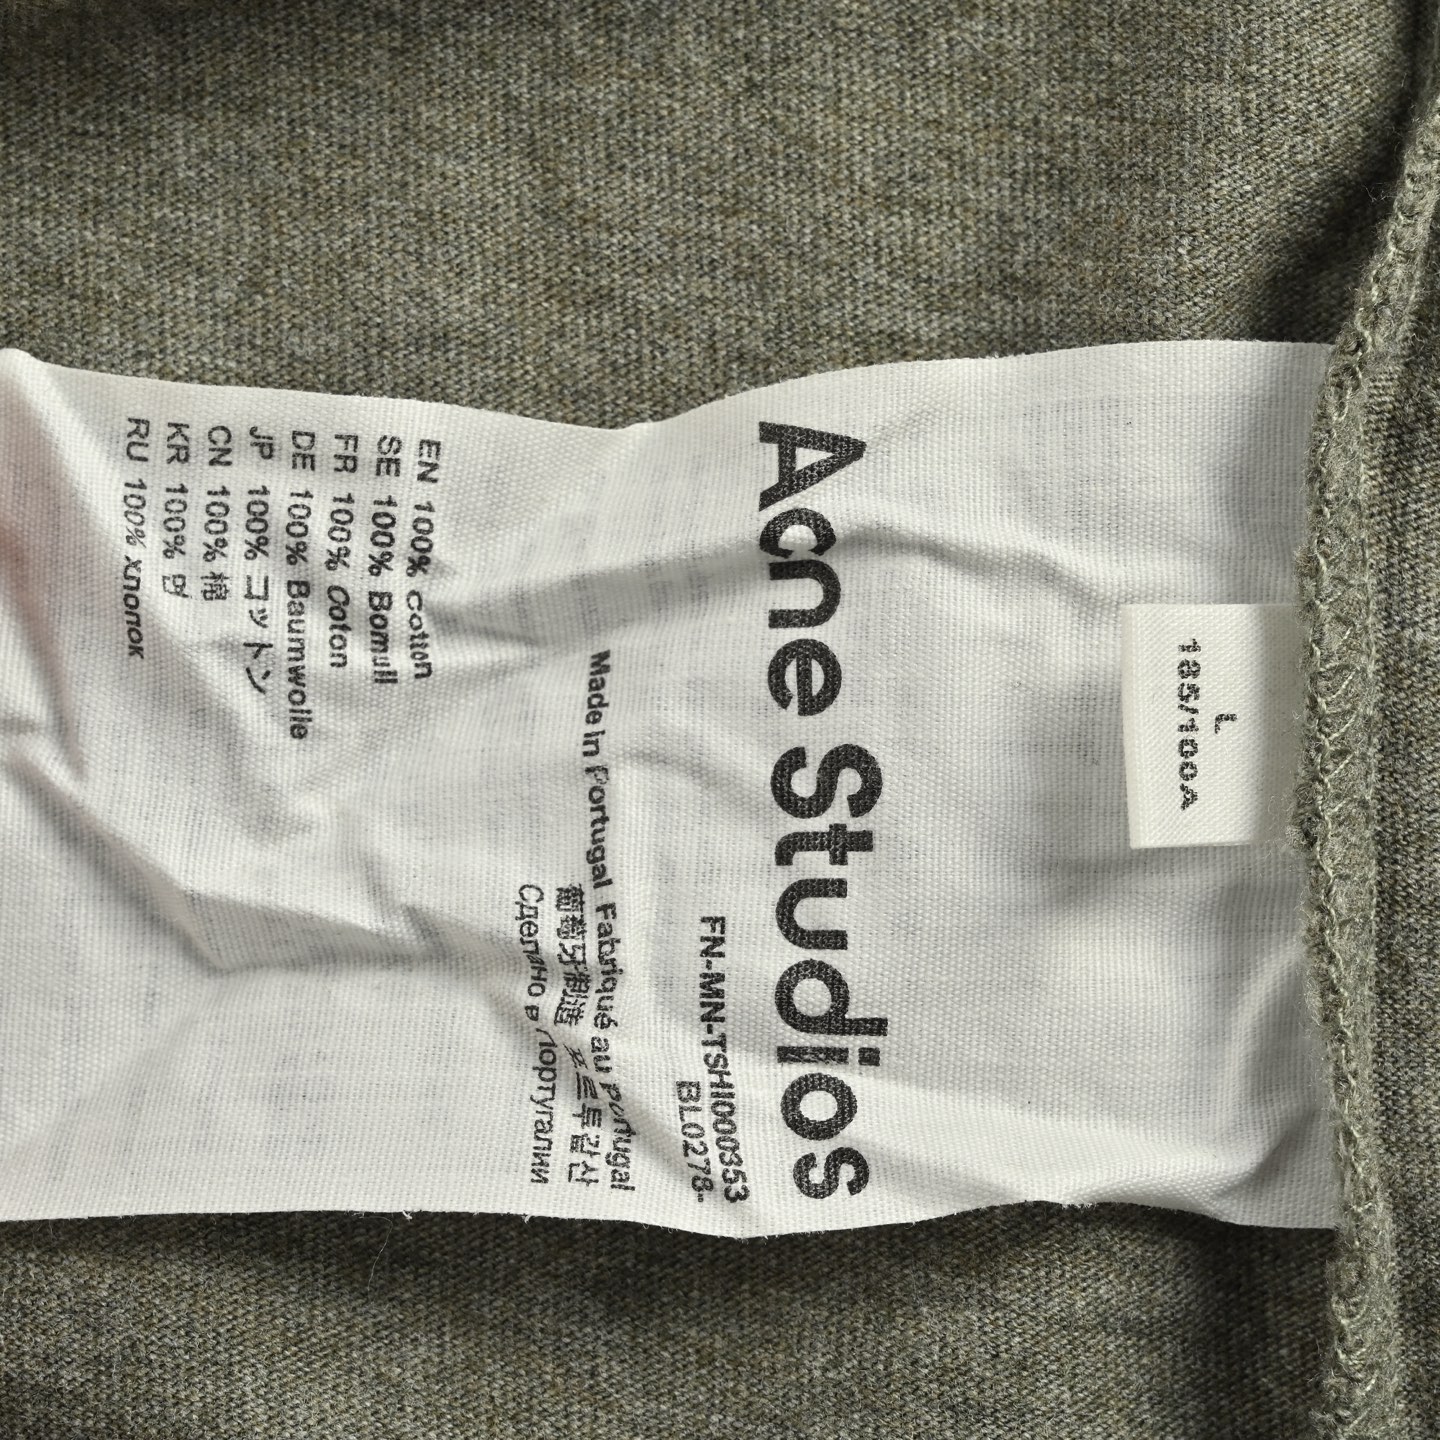 L
185/100A
Acne Studios
FN-MN-TSHI000353
BL0278-
Made in Portugal Fabriqué au Portugal
葡萄牙制造 포르투갈산
Сделано в Португалии
EN 100% cotton
SE 100% Bomull
FR 100% Coton
DE 100% Baumwolle
JP 100% コットン
CN 100% 棉
KR 100% 면
RU 100% хлопок